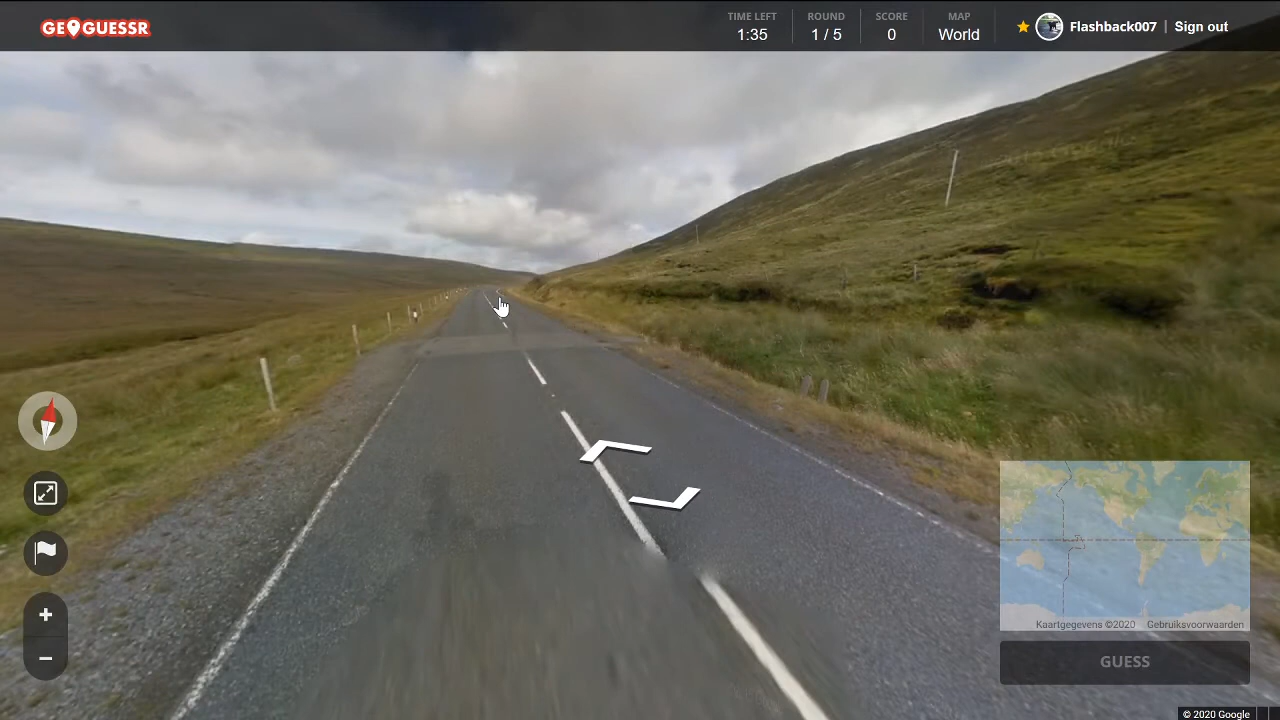 GEOGUESSR
TIME LEFT
1:35
ROUND
1 / 5
SCORE
0
MAP
World
Flashback007 | Sign out
+
−
Kaartgegevens ©2020 Gebruiksvoorwaarden
GUESS
© 2020 Google